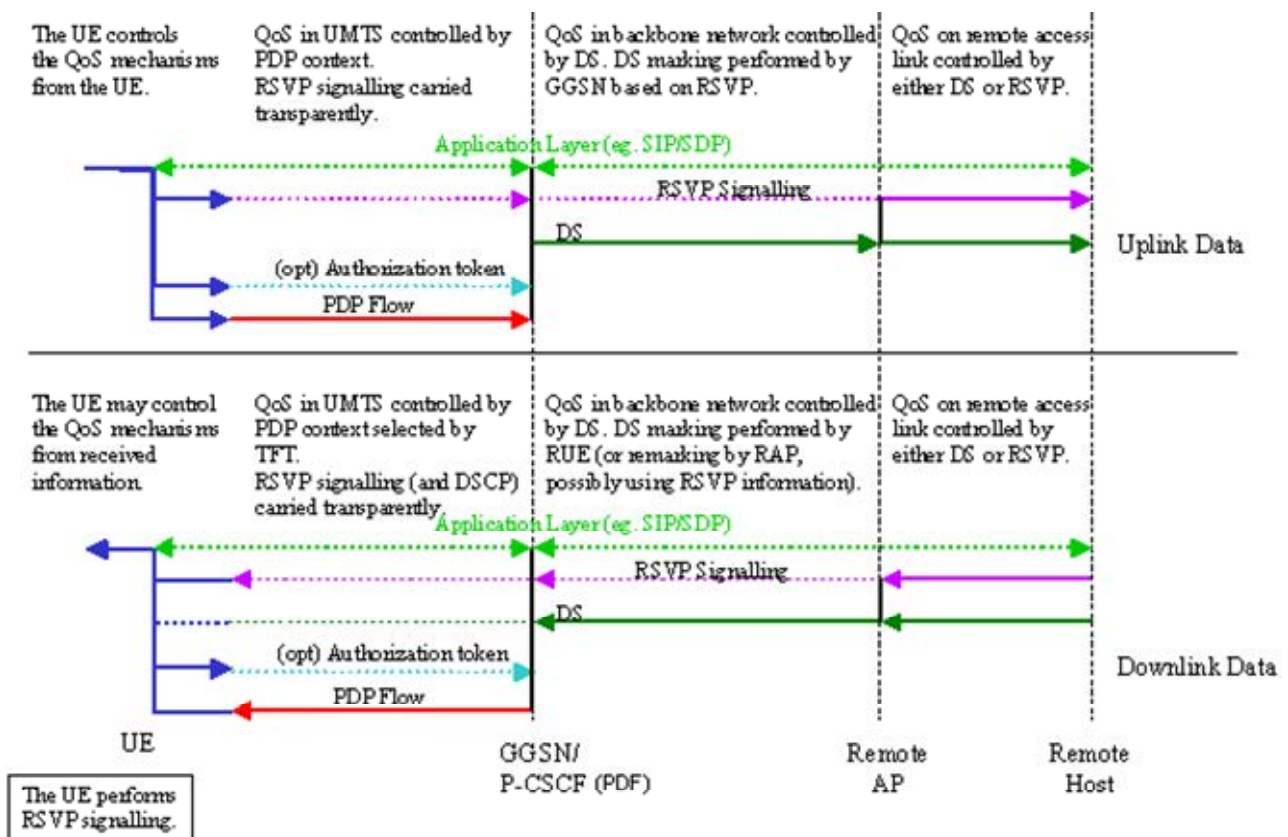 The UE controls
the QoS mechanisms
from the UE.
QoS in UMTS controlled by
PDP context.
RSVP signalling carried
transparently.
QoS in backbone network controlled
by DS. DS marking performed by
GGSN based on RSVP.
QoS on remote access
link controlled by
either DS or RSVP.
Application Layer (eg. SIP/SDP)
RSVP Signalling
DS
Uplink Data
(opt) Authorization token
PDP Flow
The UE may control
the QoS mechanisms
from received
information.
QoS in UMTS controlled by
PDP context selected by
TFT.
RSVP signalling (and DSCP)
carried transparently.
QoS in backbone network controlled
by DS. DS marking performed by
RUE (or remarking by RAP,
possibly using RSVP information).
QoS on remote access
link controlled by
either DS or RSVP.
Application Layer (eg. SIP/SDP)
RSVP Signalling
DS
(opt) Authorization token
Downlink Data
PDP Flow
UE
GGSN/
P-CSCF (PDF)
Remote
AP
Remote
Host
The UE performs
RSVP signalling.